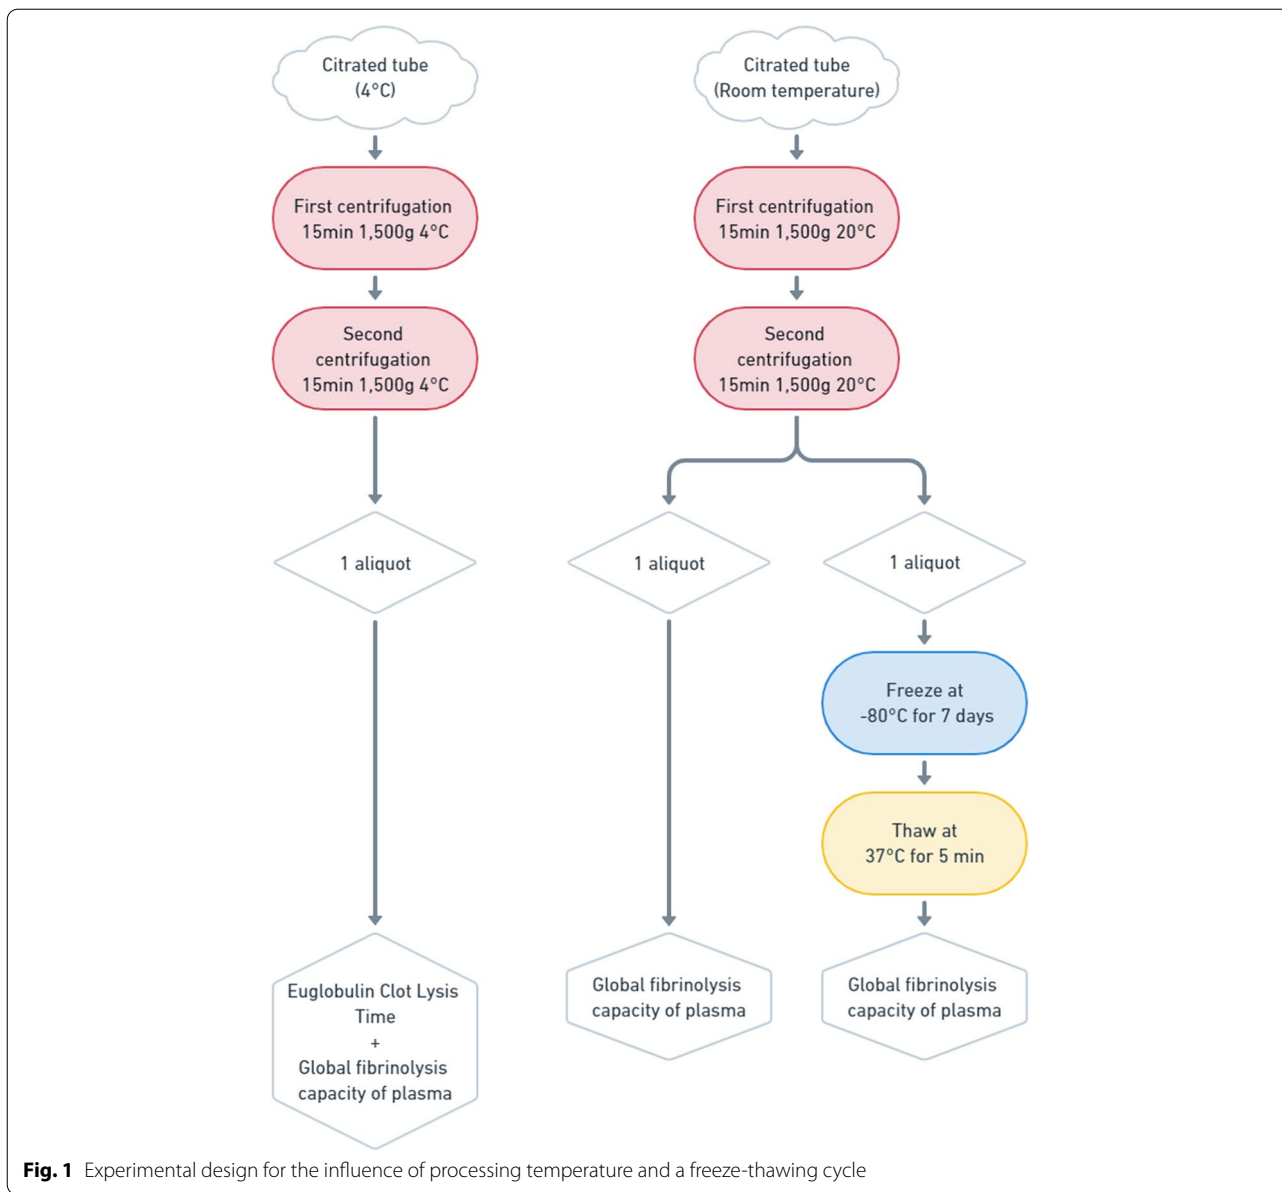 Citrated tube
(4°C)
Citrated tube
(Room temperature)
First centrifugation
15min 1,500g 4°C
First centrifugation
15min 1,500g 20°C
Second
centrifugation
15min 1,500g 4°C
Second
centrifugation
15min 1,500g 20°C
1 aliquot
1 aliquot
1 aliquot
Freeze at
-80°C for 7 days
Thaw at
37°C for 5 min
Euglobulin Clot Lysis
Time
+
Global fibrinolysis
capacity of plasma
Global fibrinolysis
capacity of plasma
Global fibrinolysis
capacity of plasma
Fig. 1 Experimental design for the influence of processing temperature and a freeze-thawing cycle